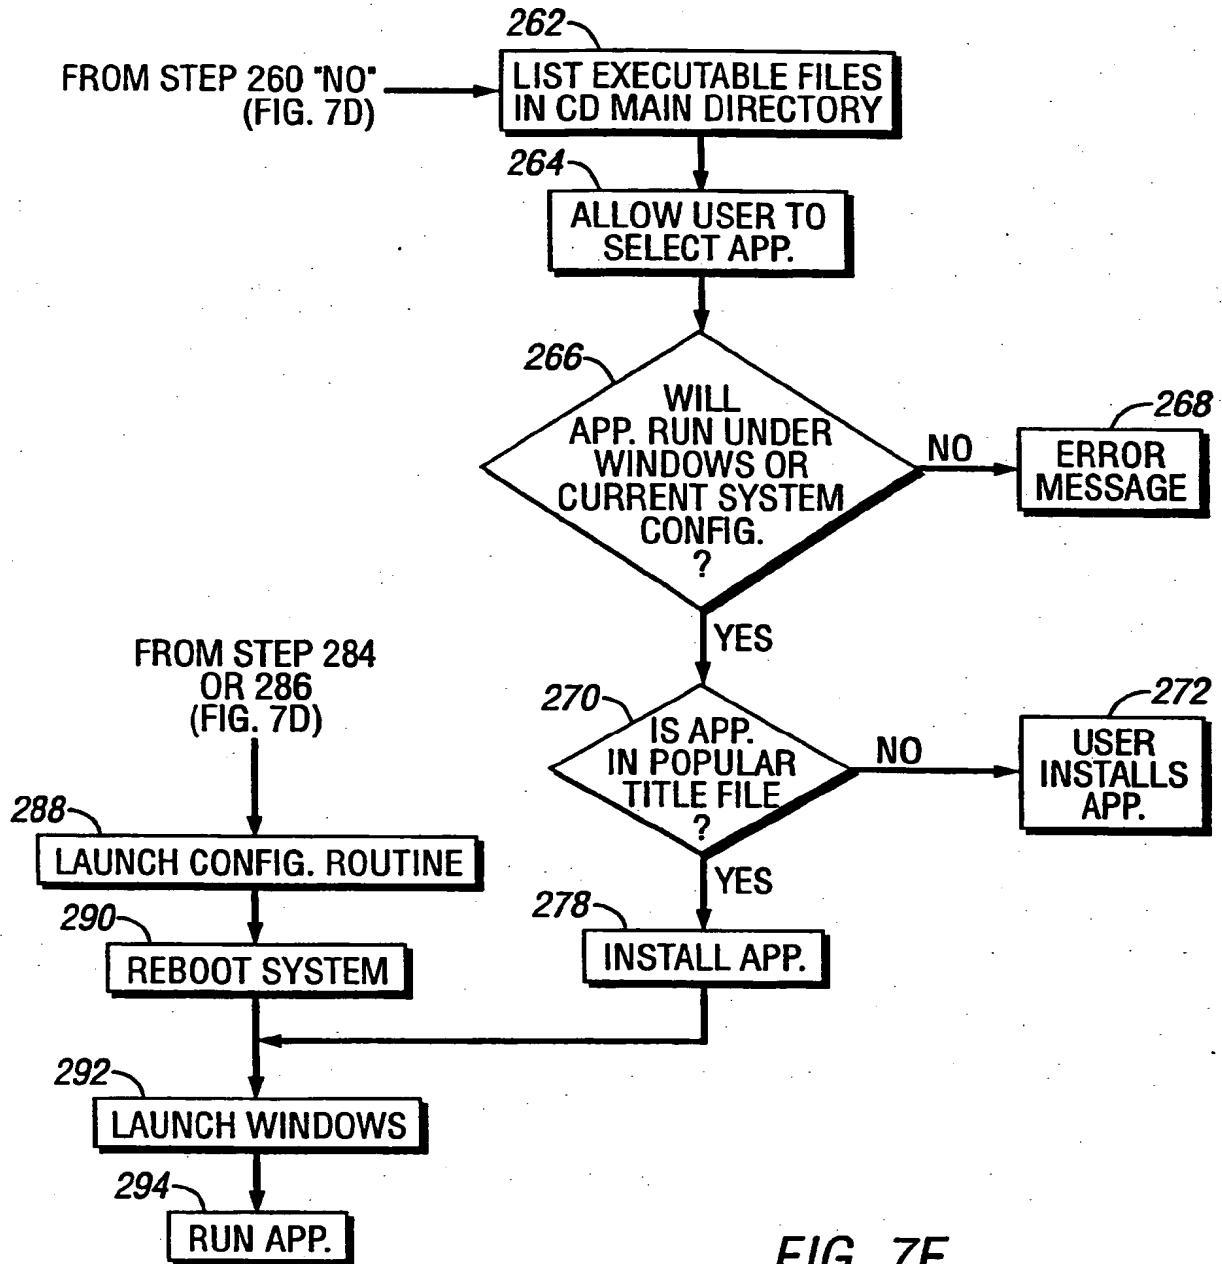 262
FROM STEP 260 "NO"
(FIG. 7D)
LIST EXECUTABLE FILES
IN CD MAIN DIRECTORY
264
ALLOW USER TO
SELECT APP.
266
WILL
APP. RUN UNDER
WINDOWS OR
CURRENT SYSTEM
CONFIG.
?
NO
268
ERROR
MESSAGE
YES
FROM STEP 284
OR 286
(FIG. 7D)
270
IS APP.
IN POPULAR
TITLE FILE
?
NO
272
USER
INSTALLS
APP.
YES
288
LAUNCH CONFIG. ROUTINE
278
INSTALL APP.
290
REBOOT SYSTEM
292
LAUNCH WINDOWS
294
RUN APP.
FIG. 7E